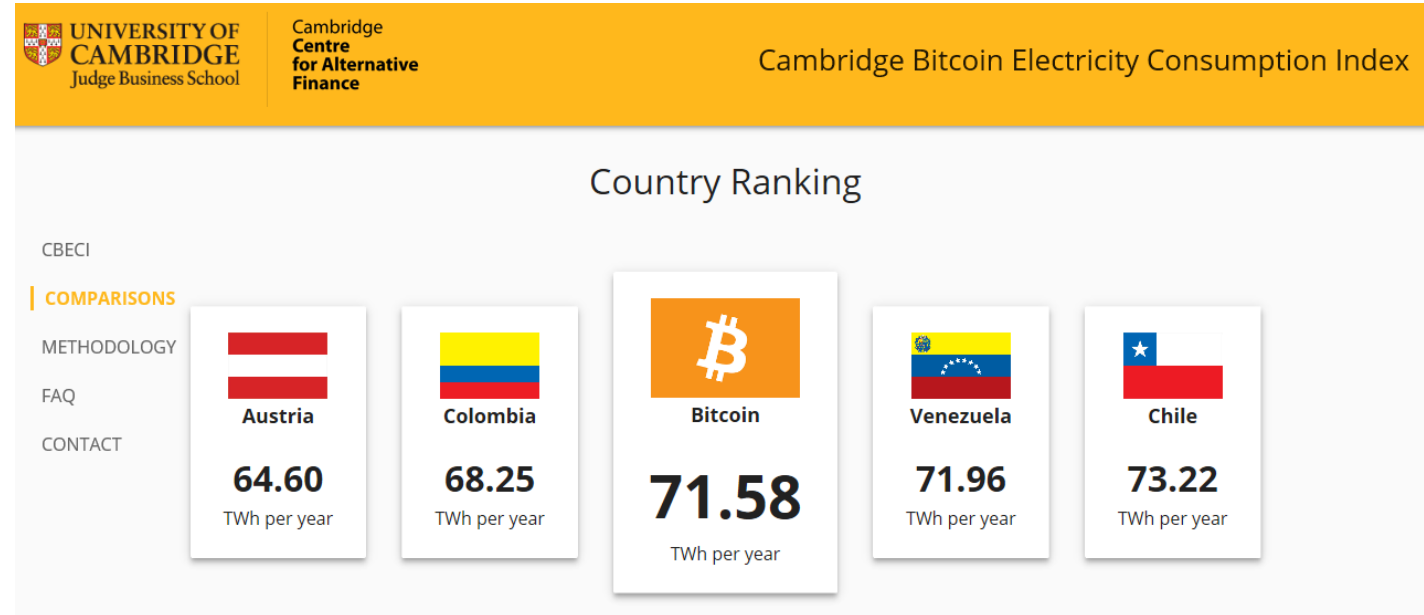 UNIVERSITY OF
CAMBRIDGE
Judge Business School
Cambridge
Centre
for Alternative
Finance
Cambridge Bitcoin Electricity Consumption Index
Country Ranking
CBECI
COMPARISONS
METHODOLOGY
FAQ
CONTACT
Austria
64.60
TWh per year
Colombia
68.25
TWh per year
Bitcoin
71.58
TWh per year
Venezuela
71.96
TWh per year
Chile
73.22
TWh per year